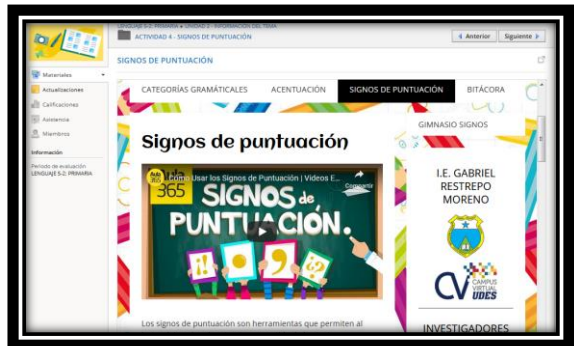 LENGUAJE 5-2: PRIMARIA ▸ UNIDAD 2 - INFORMACIÓN DEL TEMA
ACTIVIDAD 4 - SIGNOS DE PUNTUACIÓN
Anterior
Siguiente
SIGNOS DE PUNTUACIÓN
Materiales
Actualizaciones
Calificaciones
Asistencia
Miembros
Información
Periodo de evaluación
LENGUAJE 5-2: PRIMARIA
CATEGORÍAS GRAMÁTICALES
ACENTUACIÓN
SIGNOS DE PUNTUACIÓN
BITÁCORA
GIMNASIO SIGNOS
Signos de puntuación
Cómo Usar los Signos de Puntuación | Videos E...
Compartir
Aula
365
SIGNOS de
PUNTUACIÓN.
¡! . , ¿?
Los signos de puntuación son herramientas que permiten al
I.E. GABRIEL
RESTREPO
MORENO
CV CAMPUS
VIRTUAL
UDES
INVESTIGADORES